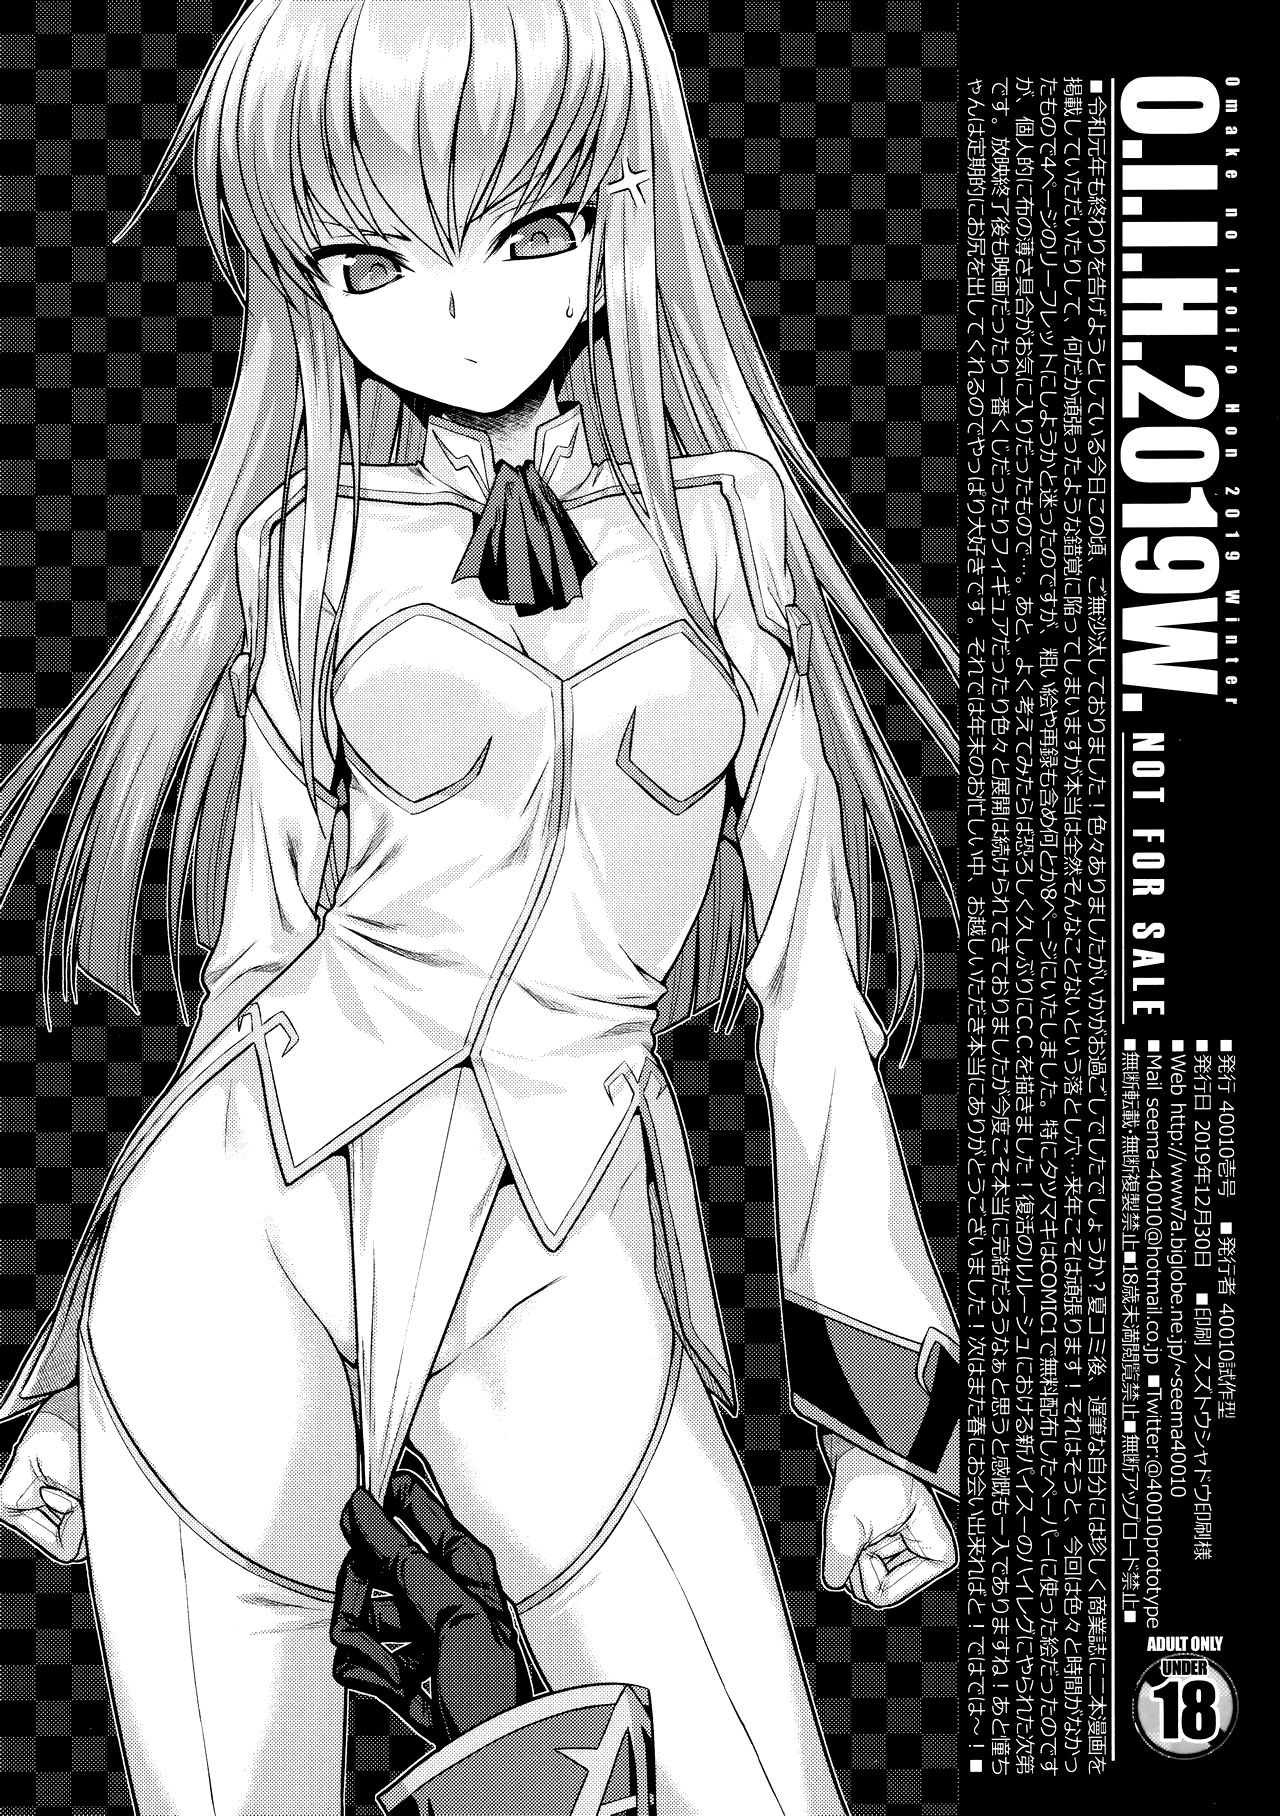 Omake no Iroiro Hon 2019 Winter
O.I.I.H.2019W.
NOT FOR SALE
■発行 40010壱号 ■発行者 40010試作型
■発行日 2019年12月30日 ■印刷 スズトウシャドウ印刷様
■Web http://www7a.biglobe.ne.jp/~seema40010
■Mail seema-40010@hotmail.co.jp ■Twitter:@40010prototype
■無断転載・無断複製禁止■18歳未満閲覧禁止■無断アップロード禁止■
ADULT ONLY
UNDER
18
■令和元年も終わりを告げようとしている今日この頃、ご無沙汰しておりました！色々ありましたがいかがお過ごしでしたでしょうか？夏コミ後、遅筆な自分には珍しく商業誌に二本漫画を
掲載していただいたりして、何だか頑張ったような錯覚に陥ってしまいますが本当は全然そんなことないという落とし穴…来年こそは頑張ります！それはそうと、今回は色々と時間がなかっ
たもので4ページのリーフレットにしようかと迷ったのですが、粗い絵や再録も含め何とか8ページにいたしました。特にタツマキはCOMIC1で無料配布したペーパーに使った絵だったのです
が、個人的に布の薄さ具合がお気に入りだったもので…。あと、よく考えてみたらば恐ろしく久しぶりにC.C.を描きました！復活のルルーシュにおける新パイスーのハイレグにやられた次第
です。放映終了後も映画だったり一番くじだったりフィギュアだったり色々と展開は続けられてきておりましたが今度こそ本当に完結だろうなぁと思うと感慨も一入でありますね！あと憧ち
ゃんは定期的にお尻を出してくれるのでやっぱり大好きです。それでは年末のお忙しい中、お越しいただき本当にありがとうございました！次はまた春にお会い出来ればと！ではでは～！■